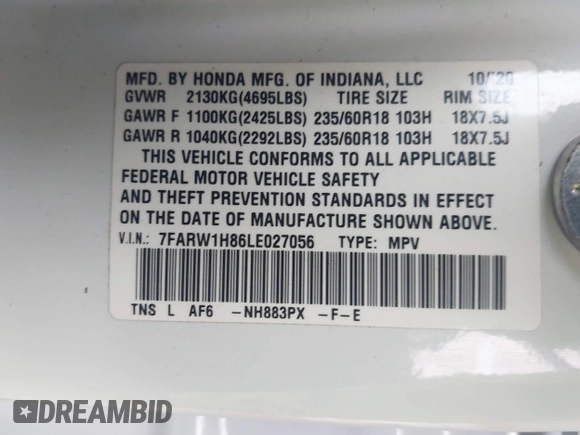 MFD. BY HONDA MFG. OF INDIANA, LLC 10/'20
GVWR 2130KG(4695LBS) TIRE SIZE RIM SIZE
GAWR F 1100KG(2425LBS) 235/60R18 103H 18X7.5J
GAWR R 1040KG(2292LBS) 235/60R18 103H 18X7.5J
THIS VEHICLE CONFORMS TO ALL APPLICABLE
FEDERAL MOTOR VEHICLE SAFETY
AND THEFT PREVENTION STANDARDS IN EFFECT
ON THE DATE OF MANUFACTURE SHOWN ABOVE.
V.I.N.: 7FARW1H86LE027056 TYPE: MPV
TNS L AF6 -NH883PX -F-E
DREAMBID